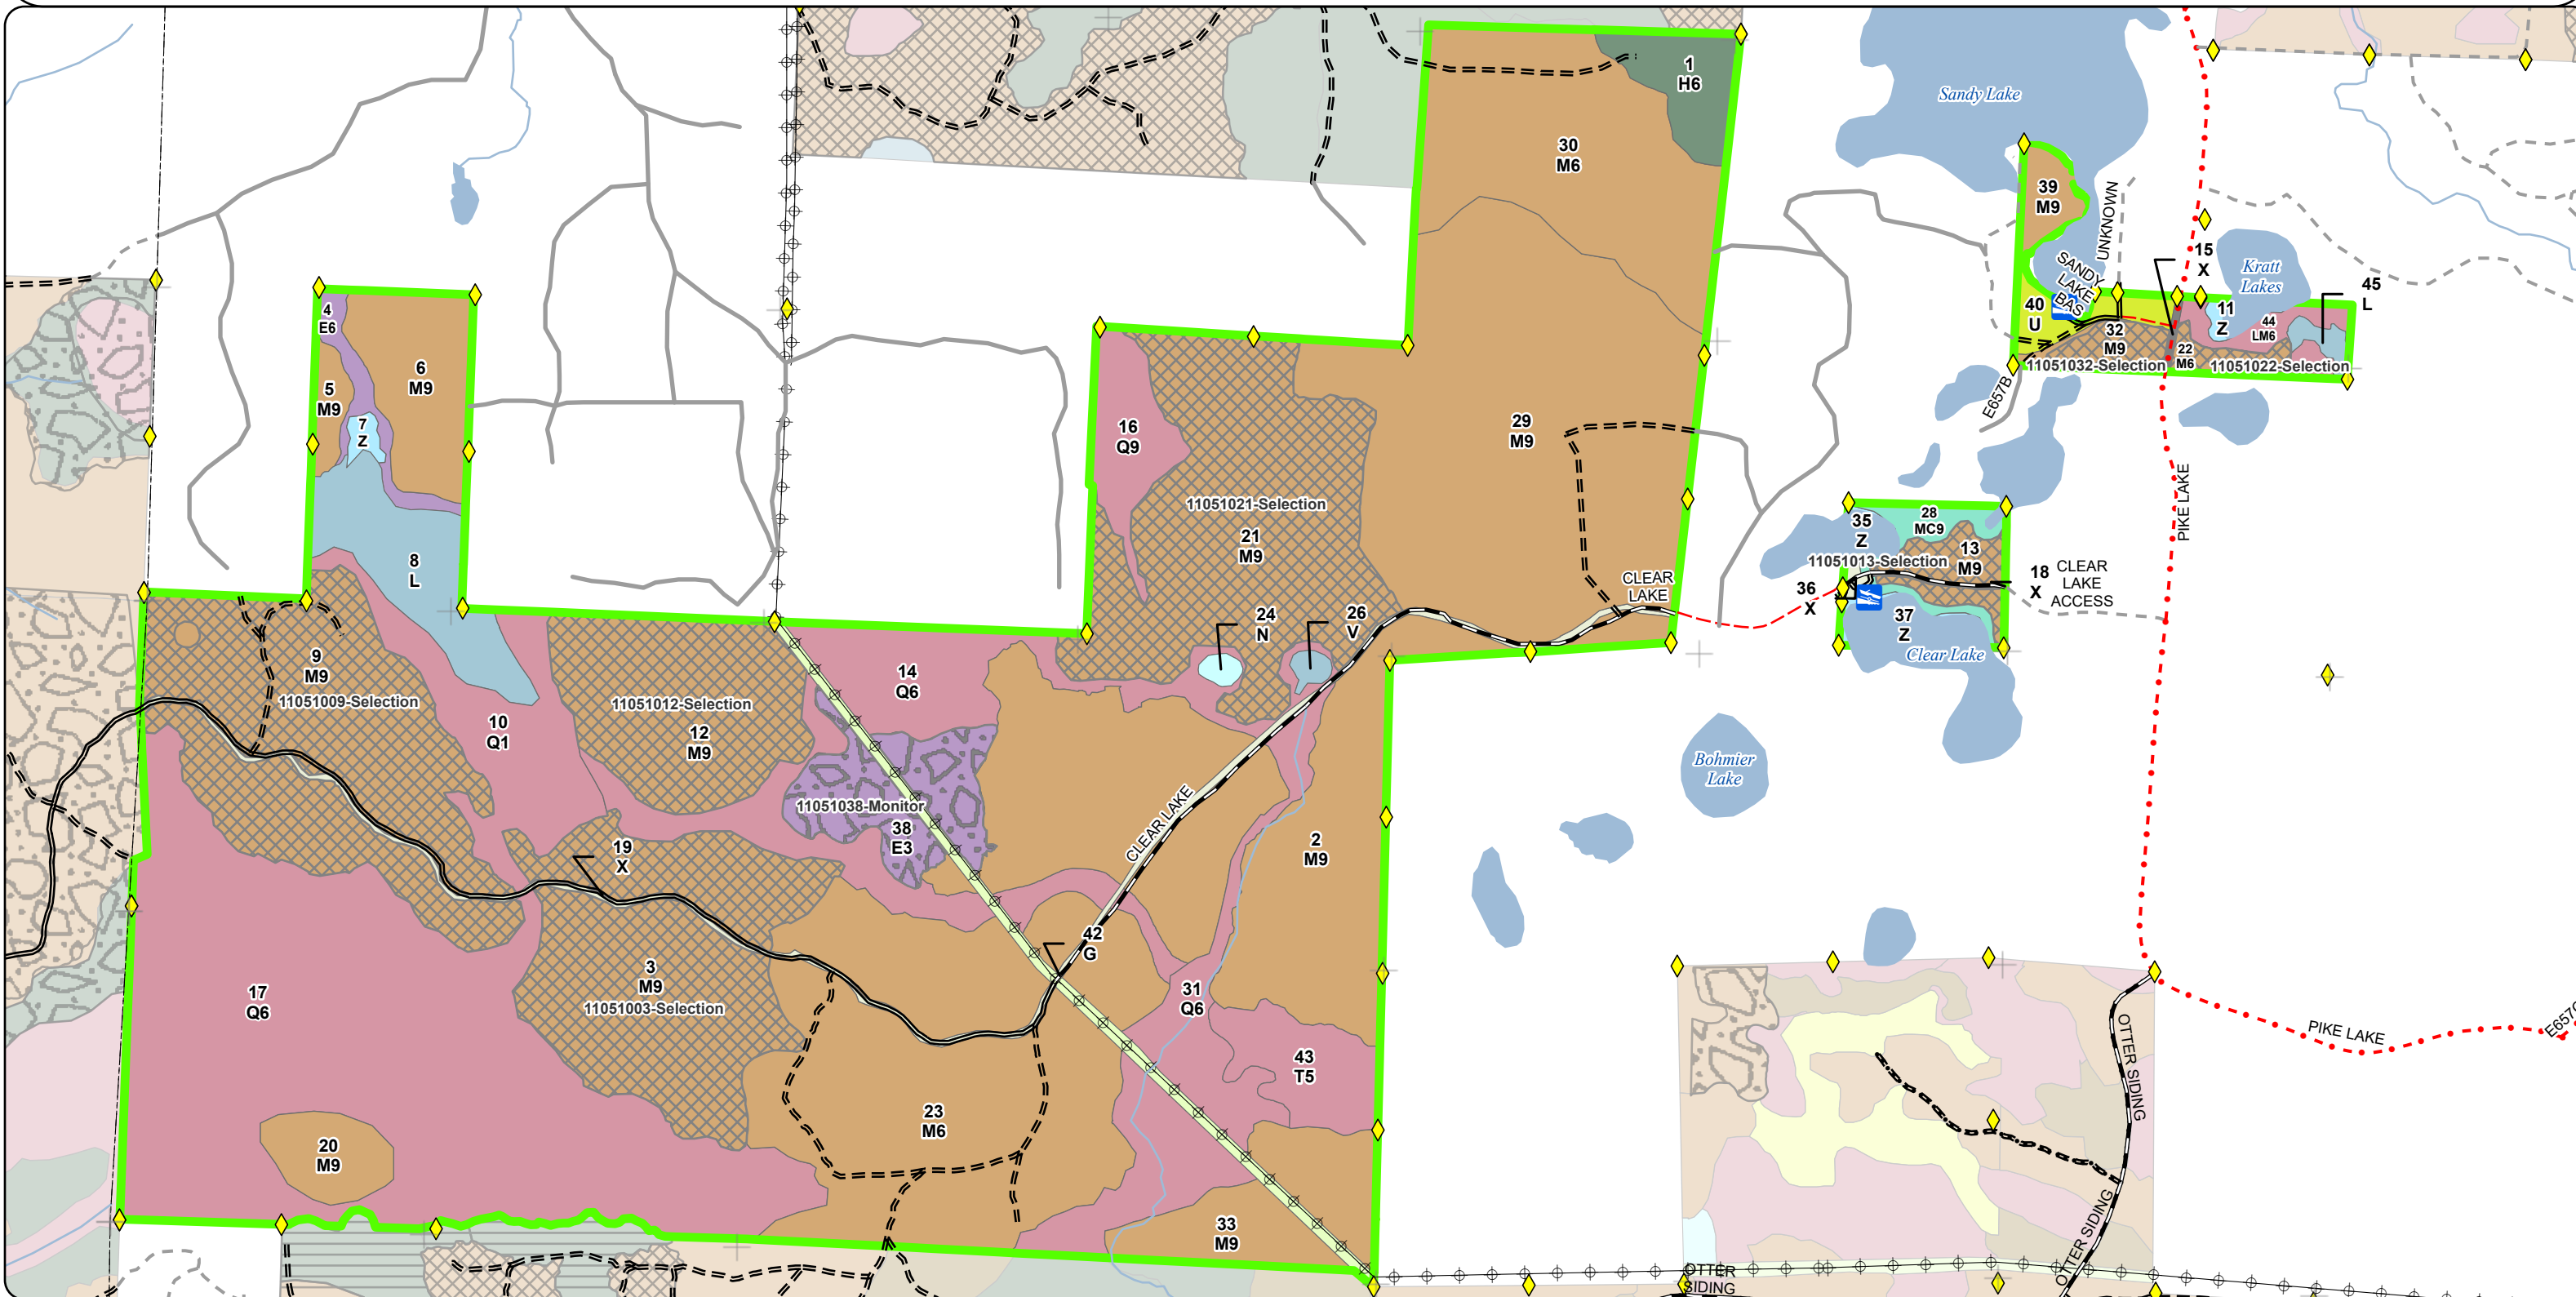 1
H6
30
M6
Sandy Lake
39
M9
UNKNOWN
SANDY
LAKE
BAS
15
X
Kratt
Lakes
45
L
4
E6
40
U
11
Z
44
LM6
32
M9
22
M6
11051032-Selection
11051022-Selection
E657B
5
M9
6
M9
7
Z
16
Q9
29
M9
11051021-Selection
21
M9
PIKE LAKE
35
Z
28
MC9
11051013-Selection
13
M9
8
L
CLEAR
LAKE
36
X
18
X
CLEAR
LAKE
ACCESS
37
Z
Clear Lake
24
N
26
V
9
M9
11051009-Selection
14
Q6
11051012-Selection
12
M9
10
Q1
Bohmier
Lake
11051038-Monitor
38
E3
CLEAR LAKE
2
M9
19
X
42
G
3
M9
11051003-Selection
17
Q6
31
Q6
43
T5
PIKE LAKE
E657C
OTTER SIDING
23
M6
20
M9
33
M9
OTTER SIDING
OTTER
SIDING